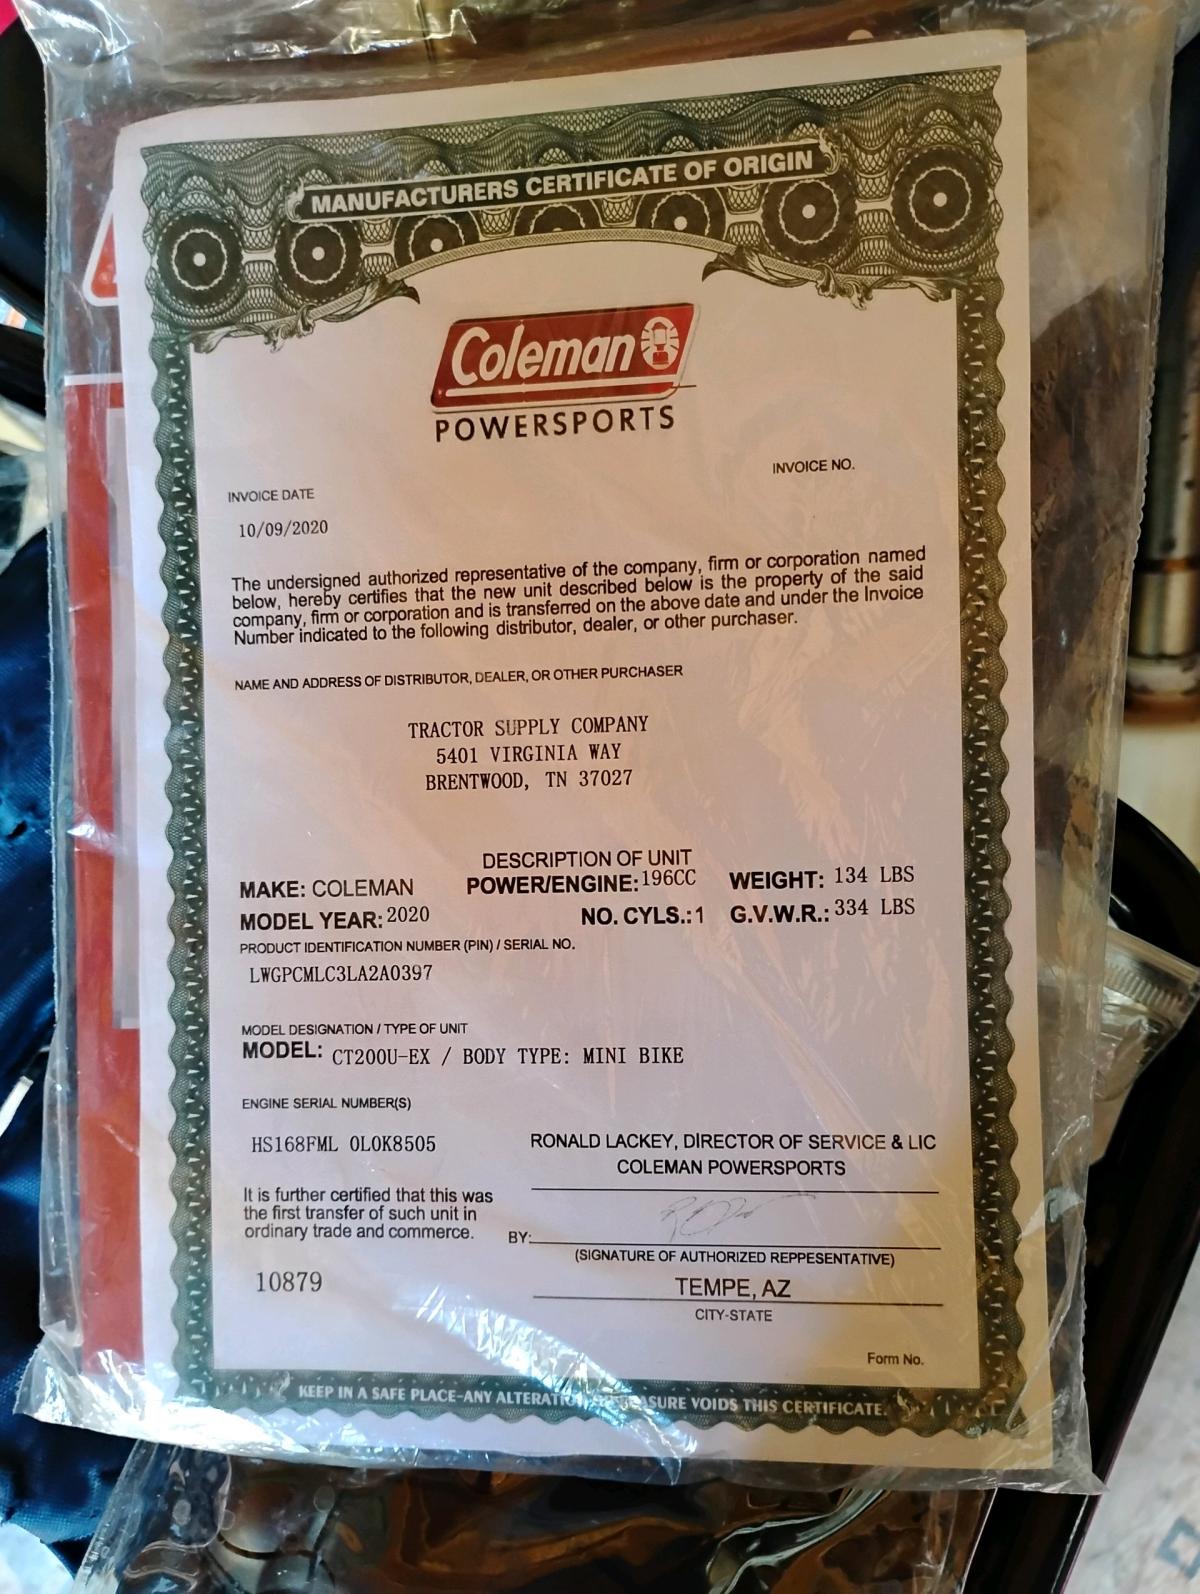 MANUFACTURERS CERTIFICATE OF ORIGIN
Coleman
POWERSPORTS
INVOICE NO.
INVOICE DATE
10/09/2020
The undersigned authorized representative of the company, firm or corporation named
below, hereby certifies that the new unit described below is the property of the said
company, firm or corporation and is transferred on the above date and under the Invoice
Number indicated to the following distributor, dealer, or other purchaser.
NAME AND ADDRESS OF DISTRIBUTOR, DEALER, OR OTHER PURCHASER
TRACTOR SUPPLY COMPANY
5401 VIRGINIA WAY
BRENTWOOD, TN 37027
DESCRIPTION OF UNIT
MAKE: COLEMAN POWER/ENGINE: 196CC WEIGHT: 134 LBS
MODEL YEAR: 2020 NO. CYLS.: 1 G.V.W.R.: 334 LBS
PRODUCT IDENTIFICATION NUMBER (PIN) / SERIAL NO.
LWGPCMLC3LA2A0397
MODEL DESIGNATION / TYPE OF UNIT
MODEL: CT200U-EX / BODY TYPE: MINI BIKE
ENGINE SERIAL NUMBER(S)
HS168FML 0L0K8505
RONALD LACKEY, DIRECTOR OF SERVICE & LIC
COLEMAN POWERSPORTS
It is further certified that this was
the first transfer of such unit in
ordinary trade and commerce.
BY:
(SIGNATURE OF AUTHORIZED REPPESENTATIVE)
10879
TEMPE, AZ
CITY-STATE
Form No.
KEEP IN A SAFE PLACE-ANY VOIDS THIS CERTIFICATE.